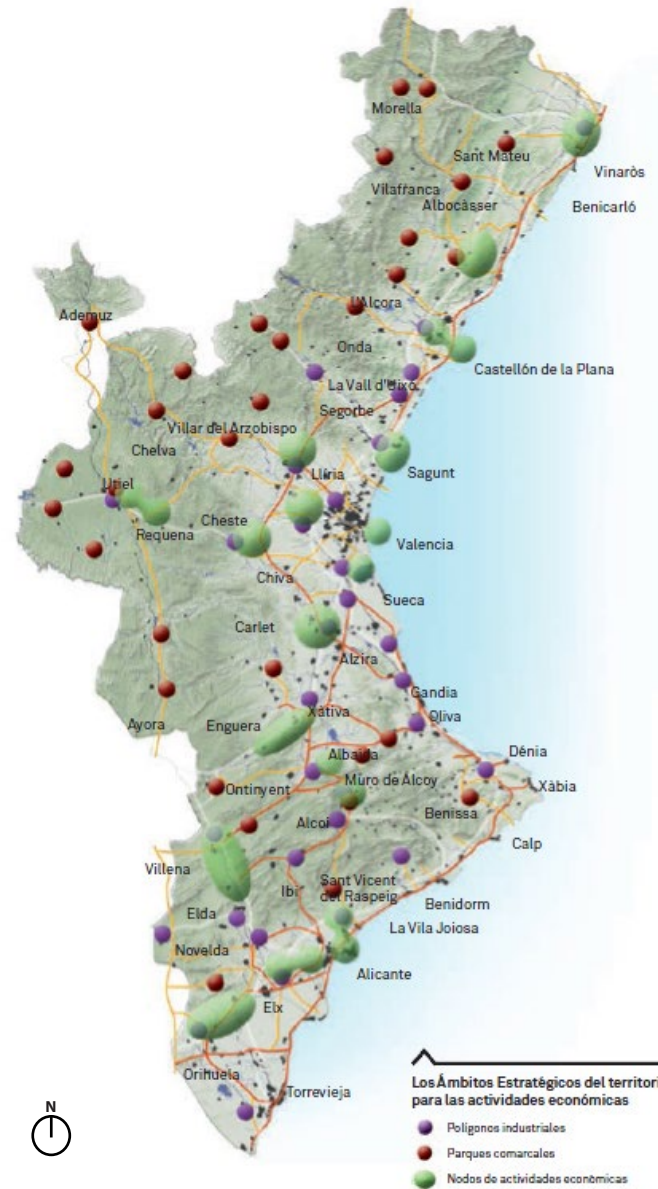 Morella
Sant Mateu
Vinaròs
Vilafranca
Albocàsser
Benicarló
L'Alcora
Ademuz
Onda
Castellón de la Plana
La Vall d'Uixó
Segorbe
Villar del Arzobispo
Chelva
Llíria
Sagunt
Utiel
Requena
Cheste
Valencia
Chiva
Sueca
Carlet
Alzira
Gandia
Xàtiva
Oliva
Ayora
Enguera
Dénia
Albaida
Xàbia
Ontinyent
Muro de Alcoy
Benissa
Alcoi
Calp
Villena
Ibi
Sant Vicent
del Raspeig
Benidorm
Elda
La Vila Joiosa
Novelda
Alicante
Elx
Orihuela
Torrevieja
N
Los Ámbitos Estratégicos del territori
para las actividades económicas
Polígonos industriales
Parques comarcales
Nodos de actividades económicas